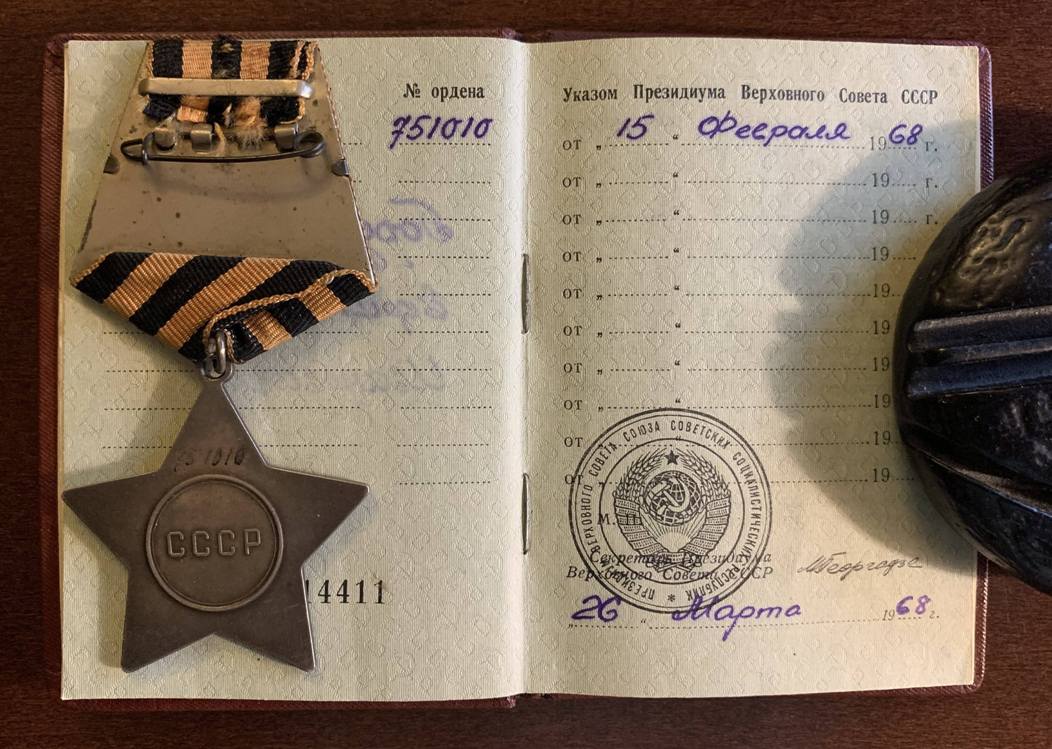 № ордена
751010
751010
СССР
14411
Указом Президиума Верховного Совета СССР
от „ 15 “ Февраля 1968 г.
от „ “ 19 г.
от „ “ 19 г.
от „ “ 19
от „ “ 19
от „ “ 19
от „ “ 19
от „ “ 19
от „ “ 19
от „ 19
ПРЕЗИДИУМ ВЕРХОВНОГО СОВЕТА СОЮЗА СОВЕТСКИХ СОЦИАЛИСТИЧЕСКИХ РЕСПУБЛИК
М.
Секретарь Президиума
Верховного Совета СССР
МГеоргадзе
„ 26 “ Марта 1968 г.